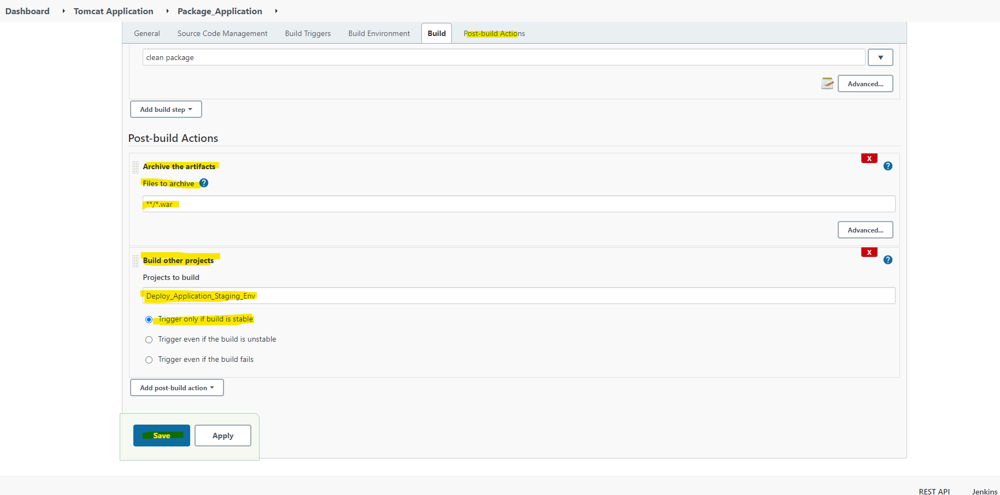 Dashboard Tomcat Application Package_Application
General Source Code Management Build Triggers Build Environment Build Post-build Actions
clean package
Advanced...
Add build step
Post-build Actions
X
Archive the artifacts ?
Files to archive ?
**/*.war
Advanced...
X
Build other projects ?
Projects to build
Deploy_Application_Staging_Env
Trigger only if build is stable
Trigger even if the build is unstable
Trigger even if the build fails
Add post-build action
Save Apply
REST API Jenkins